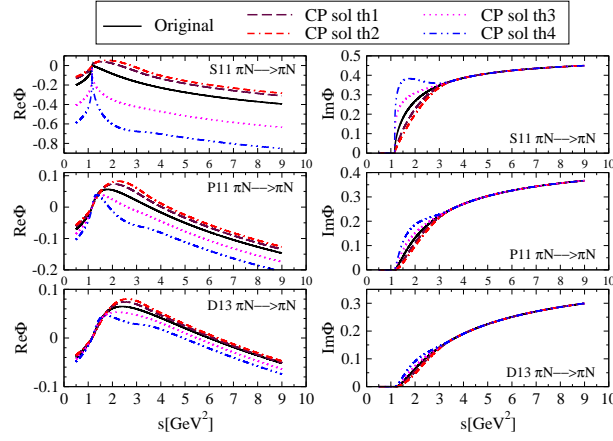 Original
CP sol th1
CP sol th2
CP sol th3
CP sol th4
ReΦ
0
-0.2
-0.4
-0.6
-0.8
S11 πN—>πN
0 1 2 3 4 5 6 7 8 9 10
ImΦ
0.5
0.4
0.3
0.2
0.1
0
S11 πN—>πN
0 1 2 3 4 5 6 7 8 9 10
ReΦ
0.1
0
-0.1
-0.2
P11 πN—>πN
0 1 2 3 4 5 6 7 8 9 10
ImΦ
0.4
0.3
0.2
0.1
0
P11 πN—>πN
0 1 2 3 4 5 6 7 8 9 10
ReΦ
0.1
0
-0.1
D13 πN—>πN
0 1 2 3 4 5 6 7 8 9 10
s[GeV²]
ImΦ
0.3
0.2
0.1
0
D13 πN—>πN
0 1 2 3 4 5 6 7 8 9 10
s[GeV²]